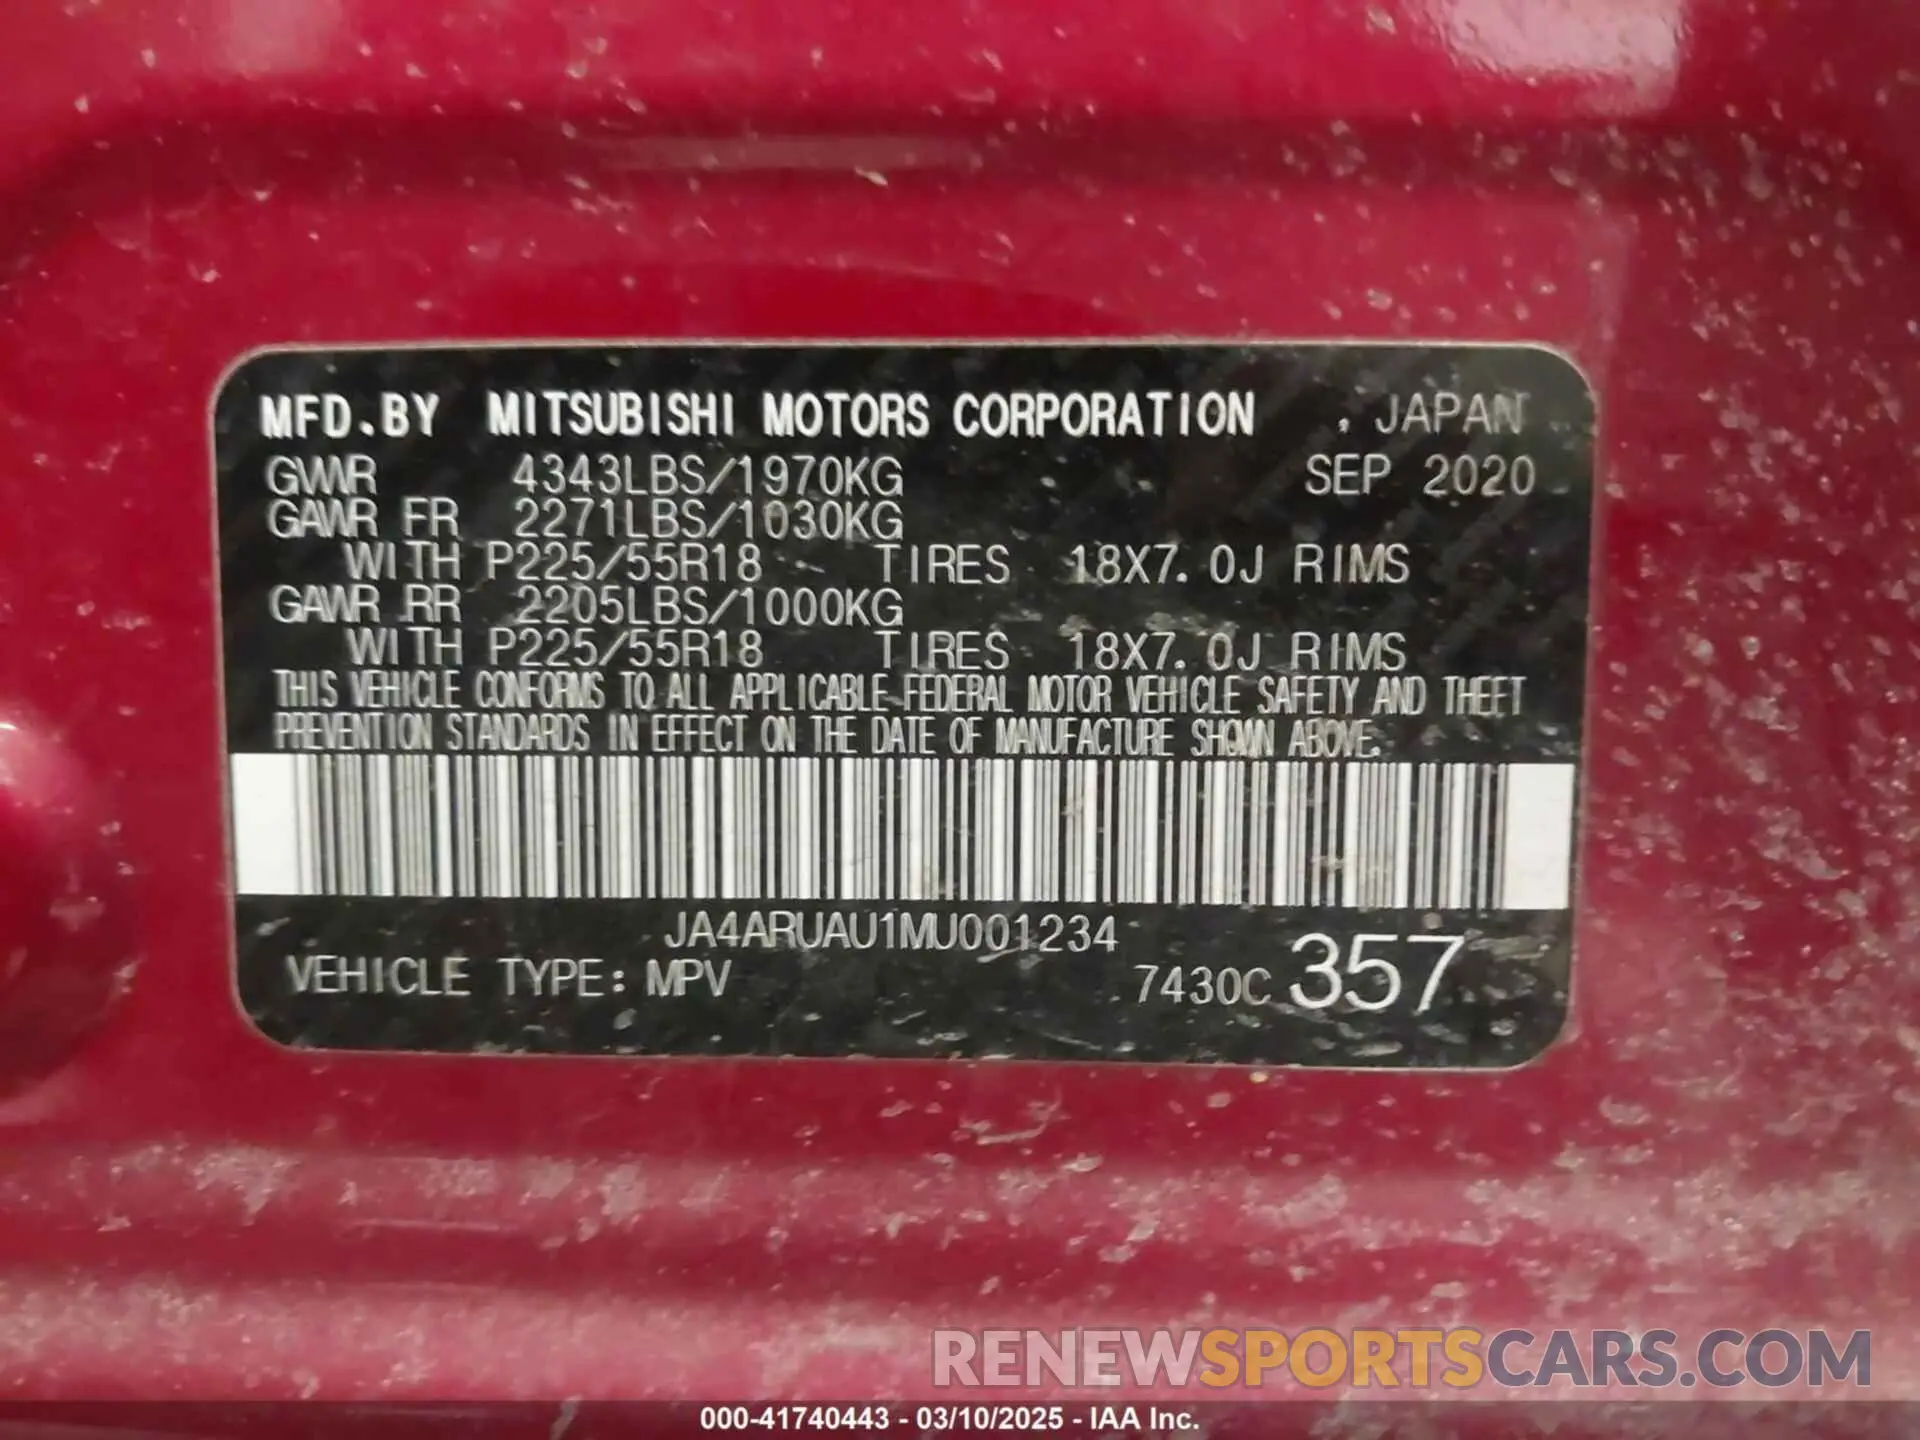 MFD.BY MITSUBISHI MOTORS CORPORATION , JAPAN
GVWR 4343LBS/1970KG SEP 2020
GAWR FR 2271LBS/1030KG
WITH P225/55R18 TIRES 18X7.0J RIMS
GAWR RR 2205LBS/1000KG
WITH P225/55R18 TIRES 18X7.0J RIMS
THIS VEHICLE CONFORMS TO ALL APPLICABLE FEDERAL MOTOR VEHICLE SAFETY AND THEFT
PREVENTION STANDARDS IN EFFECT ON THE DATE OF MANUFACTURE SHOWN ABOVE.
JA4ARUAU1MU001234
VEHICLE TYPE: MPV 7430C 357
RENEWSPORTSCARS.COM
000-41740443 - 03/10/2025 - IAA Inc.